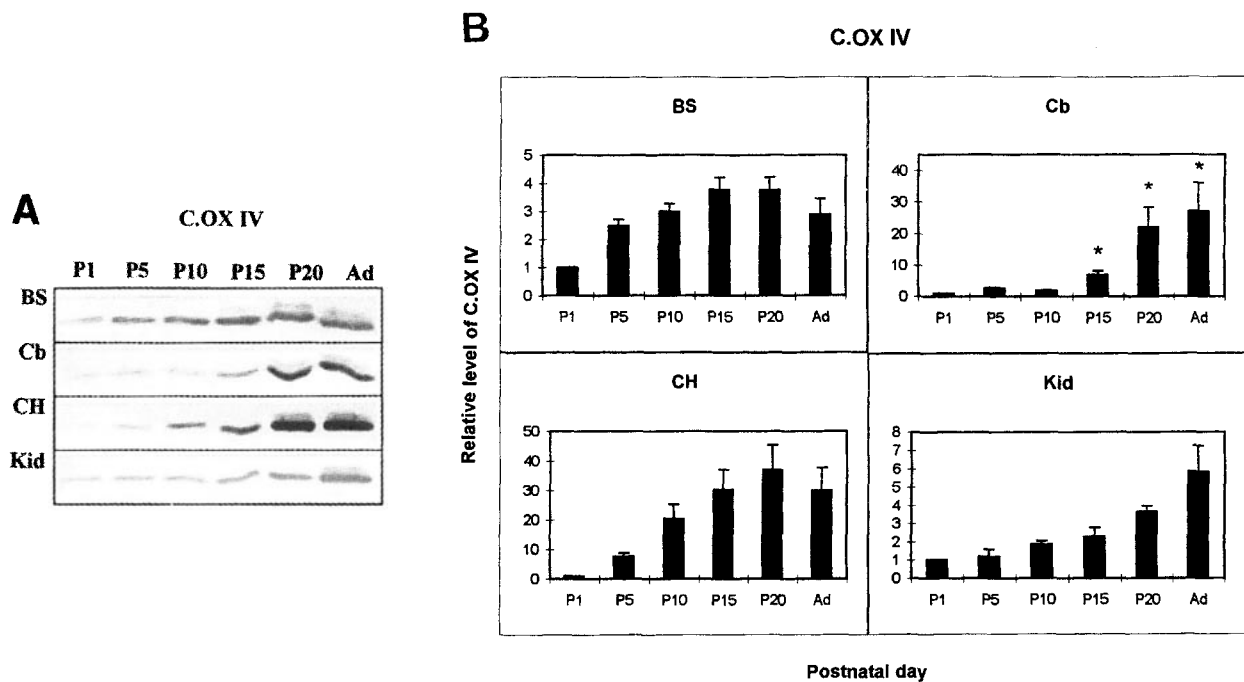 A
C.OX IV
P1 P5 P10 P15 P20 Ad
BS
Cb
CH
Kid
B
C.OX IV
Relative level of C.OX IV
BS
5
4
3
2
1
0
P1 P5 P10 P15 P20 Ad
Cb
40
30
20
10
0
* * *
P1 P5 P10 P15 P20 Ad
CH
50
40
30
20
10
0
P1 P5 P10 P15 P20 Ad
Kid
8
7
6
5
4
3
2
1
0
P1 P5 P10 P15 P20 Ad
Postnatal day